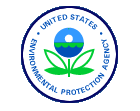 UNITED STATES
ENVIRONMENTAL PROTECTION AGENCY